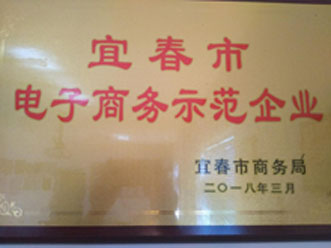 宜春市
电子商务示范企业
宜春市商务局
二〇一八年三月